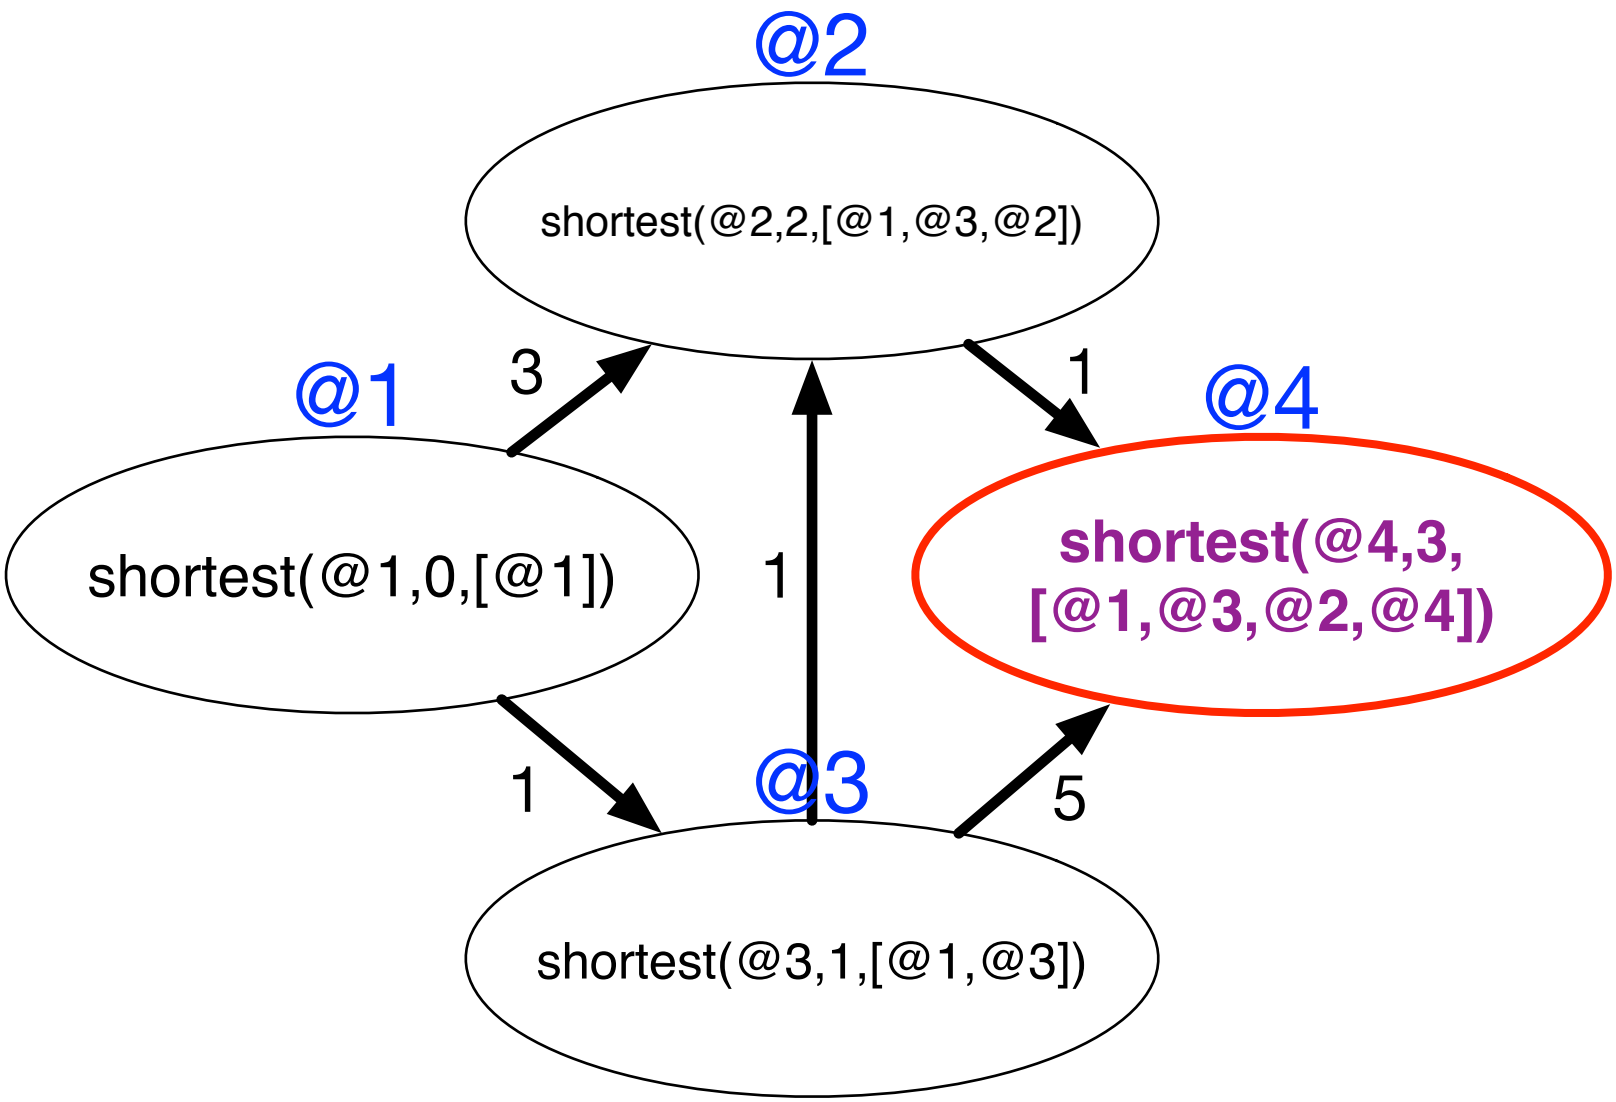 @2
shortest(@2,2,[@1,@3,@2])
@1
3
1
@4
shortest(@1,0,[@1])
1
shortest(@4,3,
[@1,@3,@2,@4])
1
@3
5
shortest(@3,1,[@1,@3])